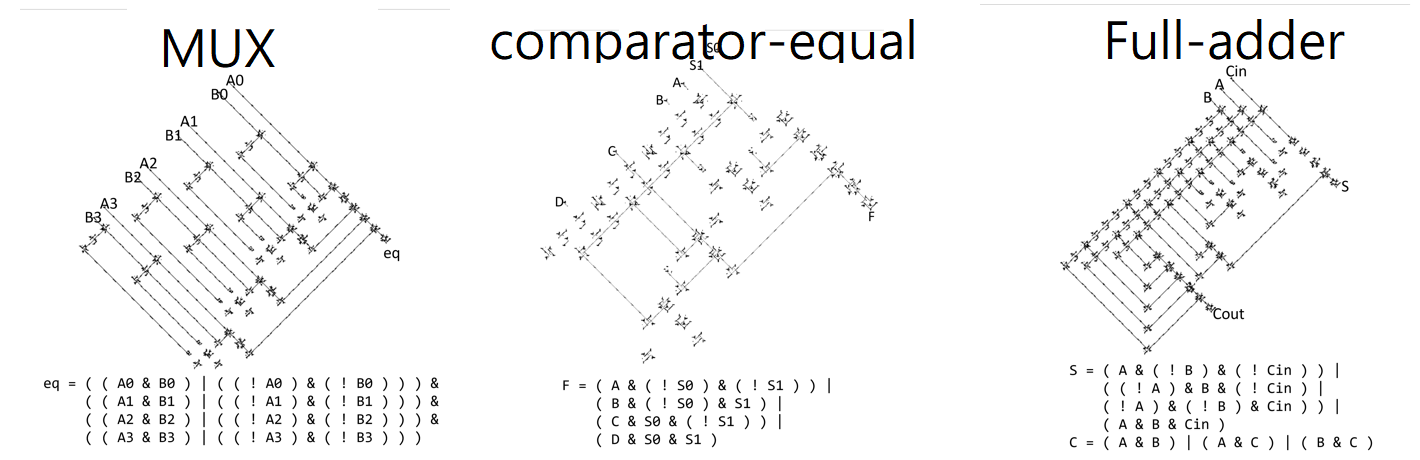 MUX
A0
B0
A1
B1
A2
B2
A3
B3
eq
eq = ( ( A0 & B0 ) | ( ( ! A0 ) & ( ! B0 ) ) ) &
( ( A1 & B1 ) | ( ( ! A1 ) & ( ! B1 ) ) ) &
( ( A2 & B2 ) | ( ( ! A2 ) & ( ! B2 ) ) ) &
( ( A3 & B3 ) | ( ( ! A3 ) & ( ! B3 ) ) )
comparator-equal
S0
S1
A
B
C
D
F
F = ( A & ( ! S0 ) & ( ! S1 ) ) |
( B & ( ! S0 ) & S1 ) |
( C & S0 & ( ! S1 ) ) |
( D & S0 & S1 )
Full-adder
Cin
A
B
S
Cout
S = ( A & ( ! B ) & ( ! Cin ) ) |
( ( ! A ) & B & ( ! Cin ) |
( ! A ) & ( ! B ) & Cin ) ) |
( A & B & Cin )
C = ( A & B ) | ( A & C ) | ( B & C )